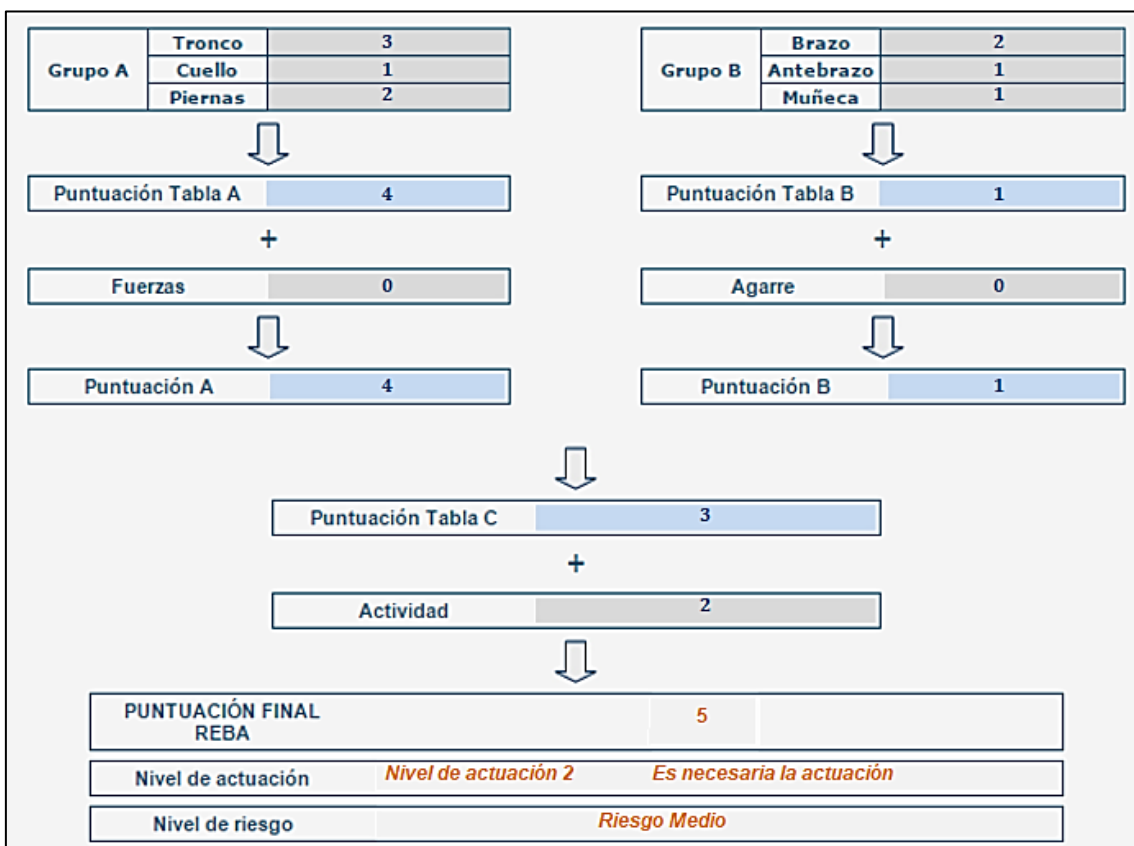 Grupo A
Tronco 3
Cuello 1
Piernas 2
Grupo B
Brazo 2
Antebrazo 1
Muñeca 1
Puntuación Tabla A 4
Puntuación Tabla B 1
+
+
Fuerzas 0
Agarre 0
Puntuación A 4
Puntuación B 1
Puntuación Tabla C 3
+
Actividad 2
PUNTUACIÓN FINAL
REBA
5
Nivel de actuación Nivel de actuación 2 Es necesaria la actuación
Nivel de riesgo Riesgo Medio